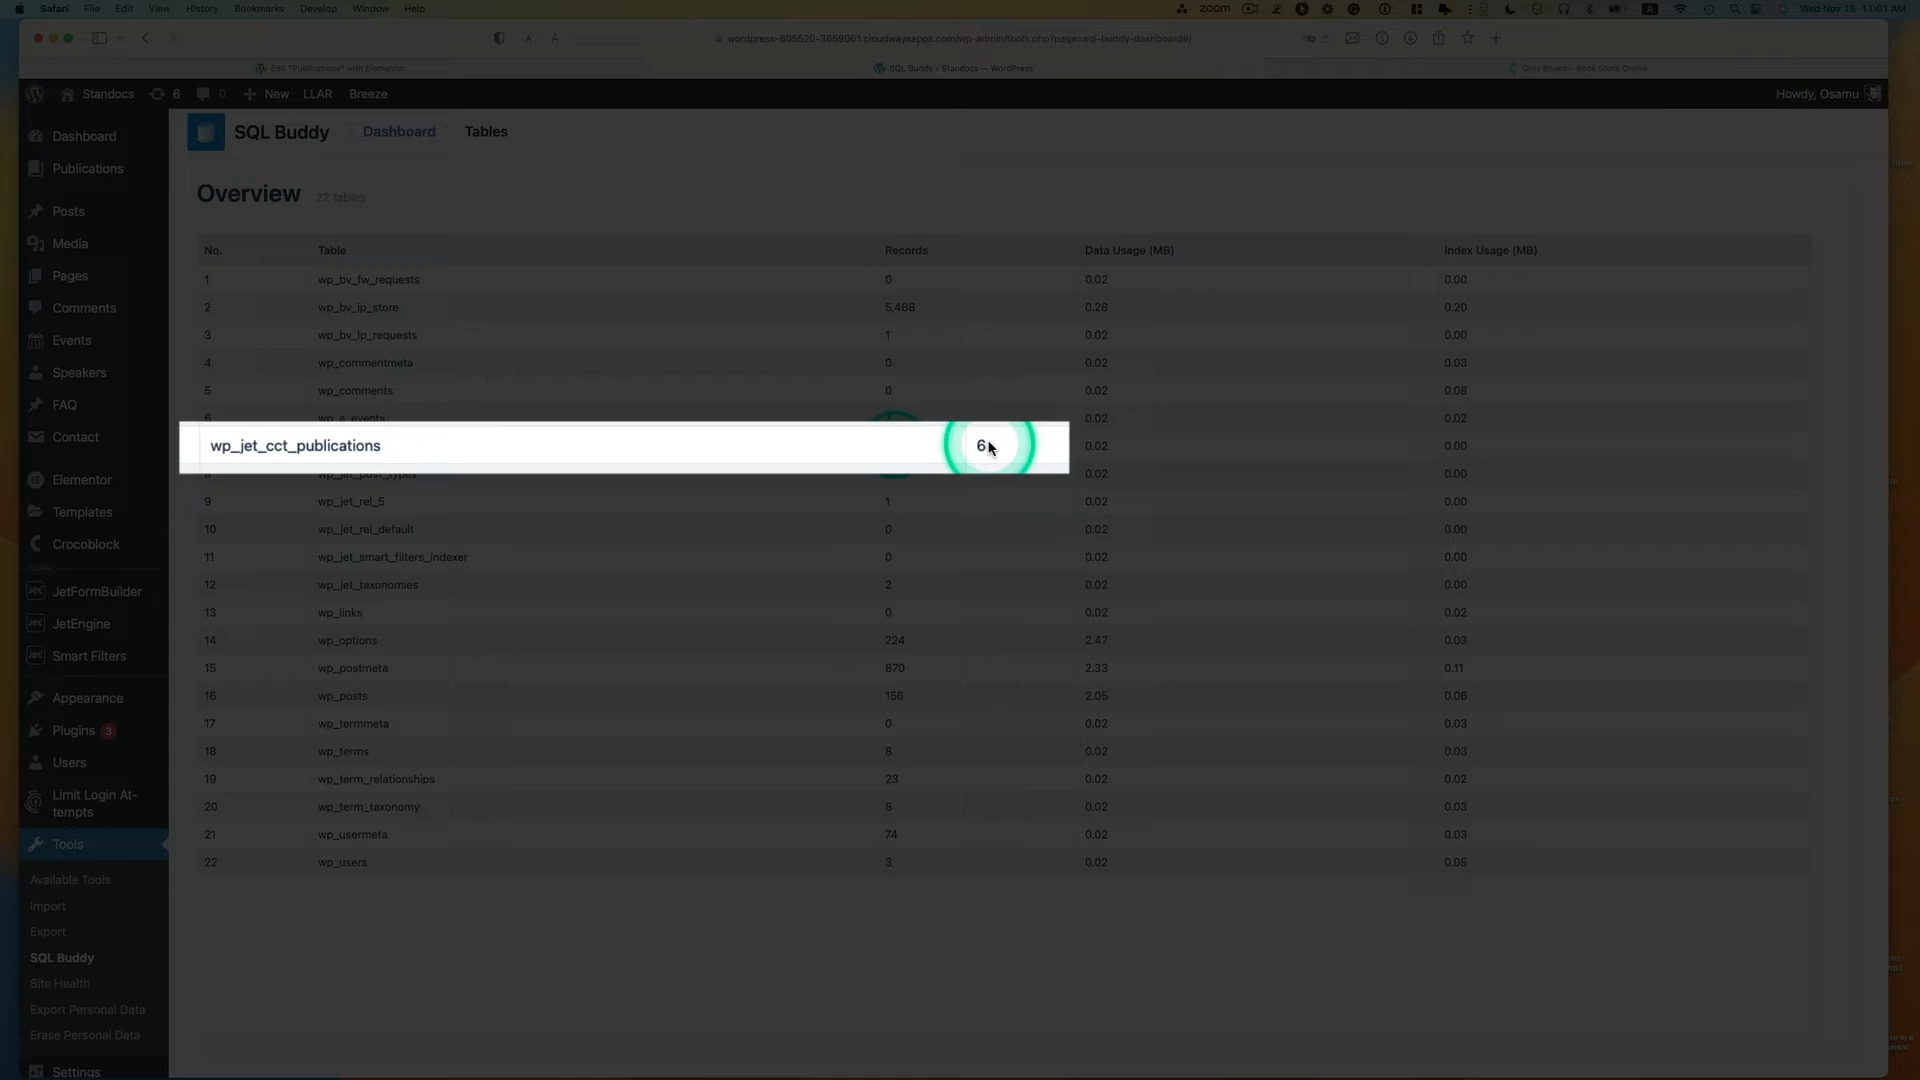 Safari File Edit View History Bookmarks Develop Window Help
zoom
Wed Nov 15 11:01 AM
wordpress-605520-3659061.cloudwaysapps.com/wp-admin/tools.php?page=sql-buddy-dashboard#/
Edit "Publications" with Elementor
SQL Buddy ‹ Standocs — WordPress
Only Books – Book Store Online
Standocs 6 0 New LLAR Breeze
Howdy, Osamu
Dashboard
Publications
Posts
Media
Pages
Comments
Events
Speakers
FAQ
Contact
Elementor
Templates
Crocoblock
JetFormBuilder
JetEngine
Smart Filters
Appearance
Plugins 3
Users
Limit Login At-
tempts
Tools
Available Tools
Import
Export
SQL Buddy
Site Health
Export Personal Data
Erase Personal Data
Settings
SQL Buddy Dashboard Tables
Overview 22 tables
No. Table Records Data Usage (MB) Index Usage (MB)
1 wp_bv_fw_requests 0 0.02 0.00
2 wp_bv_ip_store 5,468 0.28 0.20
3 wp_bv_lp_requests 1 0.02 0.00
4 wp_commentmeta 0 0.02 0.03
5 wp_comments 0 0.02 0.08
6 wp_e_events 0.02 0.02
wp_jet_cct_publications 6 0.02 0.00
8 wp_jet_post_types 0.02 0.00
9 wp_jet_rel_5 1 0.02 0.00
10 wp_jet_rel_default 0 0.02 0.00
11 wp_jet_smart_filters_indexer 0 0.02 0.00
12 wp_jet_taxonomies 2 0.02 0.00
13 wp_links 0 0.02 0.02
14 wp_options 224 2.47 0.03
15 wp_postmeta 870 2.33 0.11
16 wp_posts 156 2.05 0.06
17 wp_termmeta 0 0.02 0.03
18 wp_terms 8 0.02 0.03
19 wp_term_relationships 23 0.02 0.02
20 wp_term_taxonomy 8 0.02 0.03
21 wp_usermeta 74 0.02 0.03
22 wp_users 3 0.02 0.05